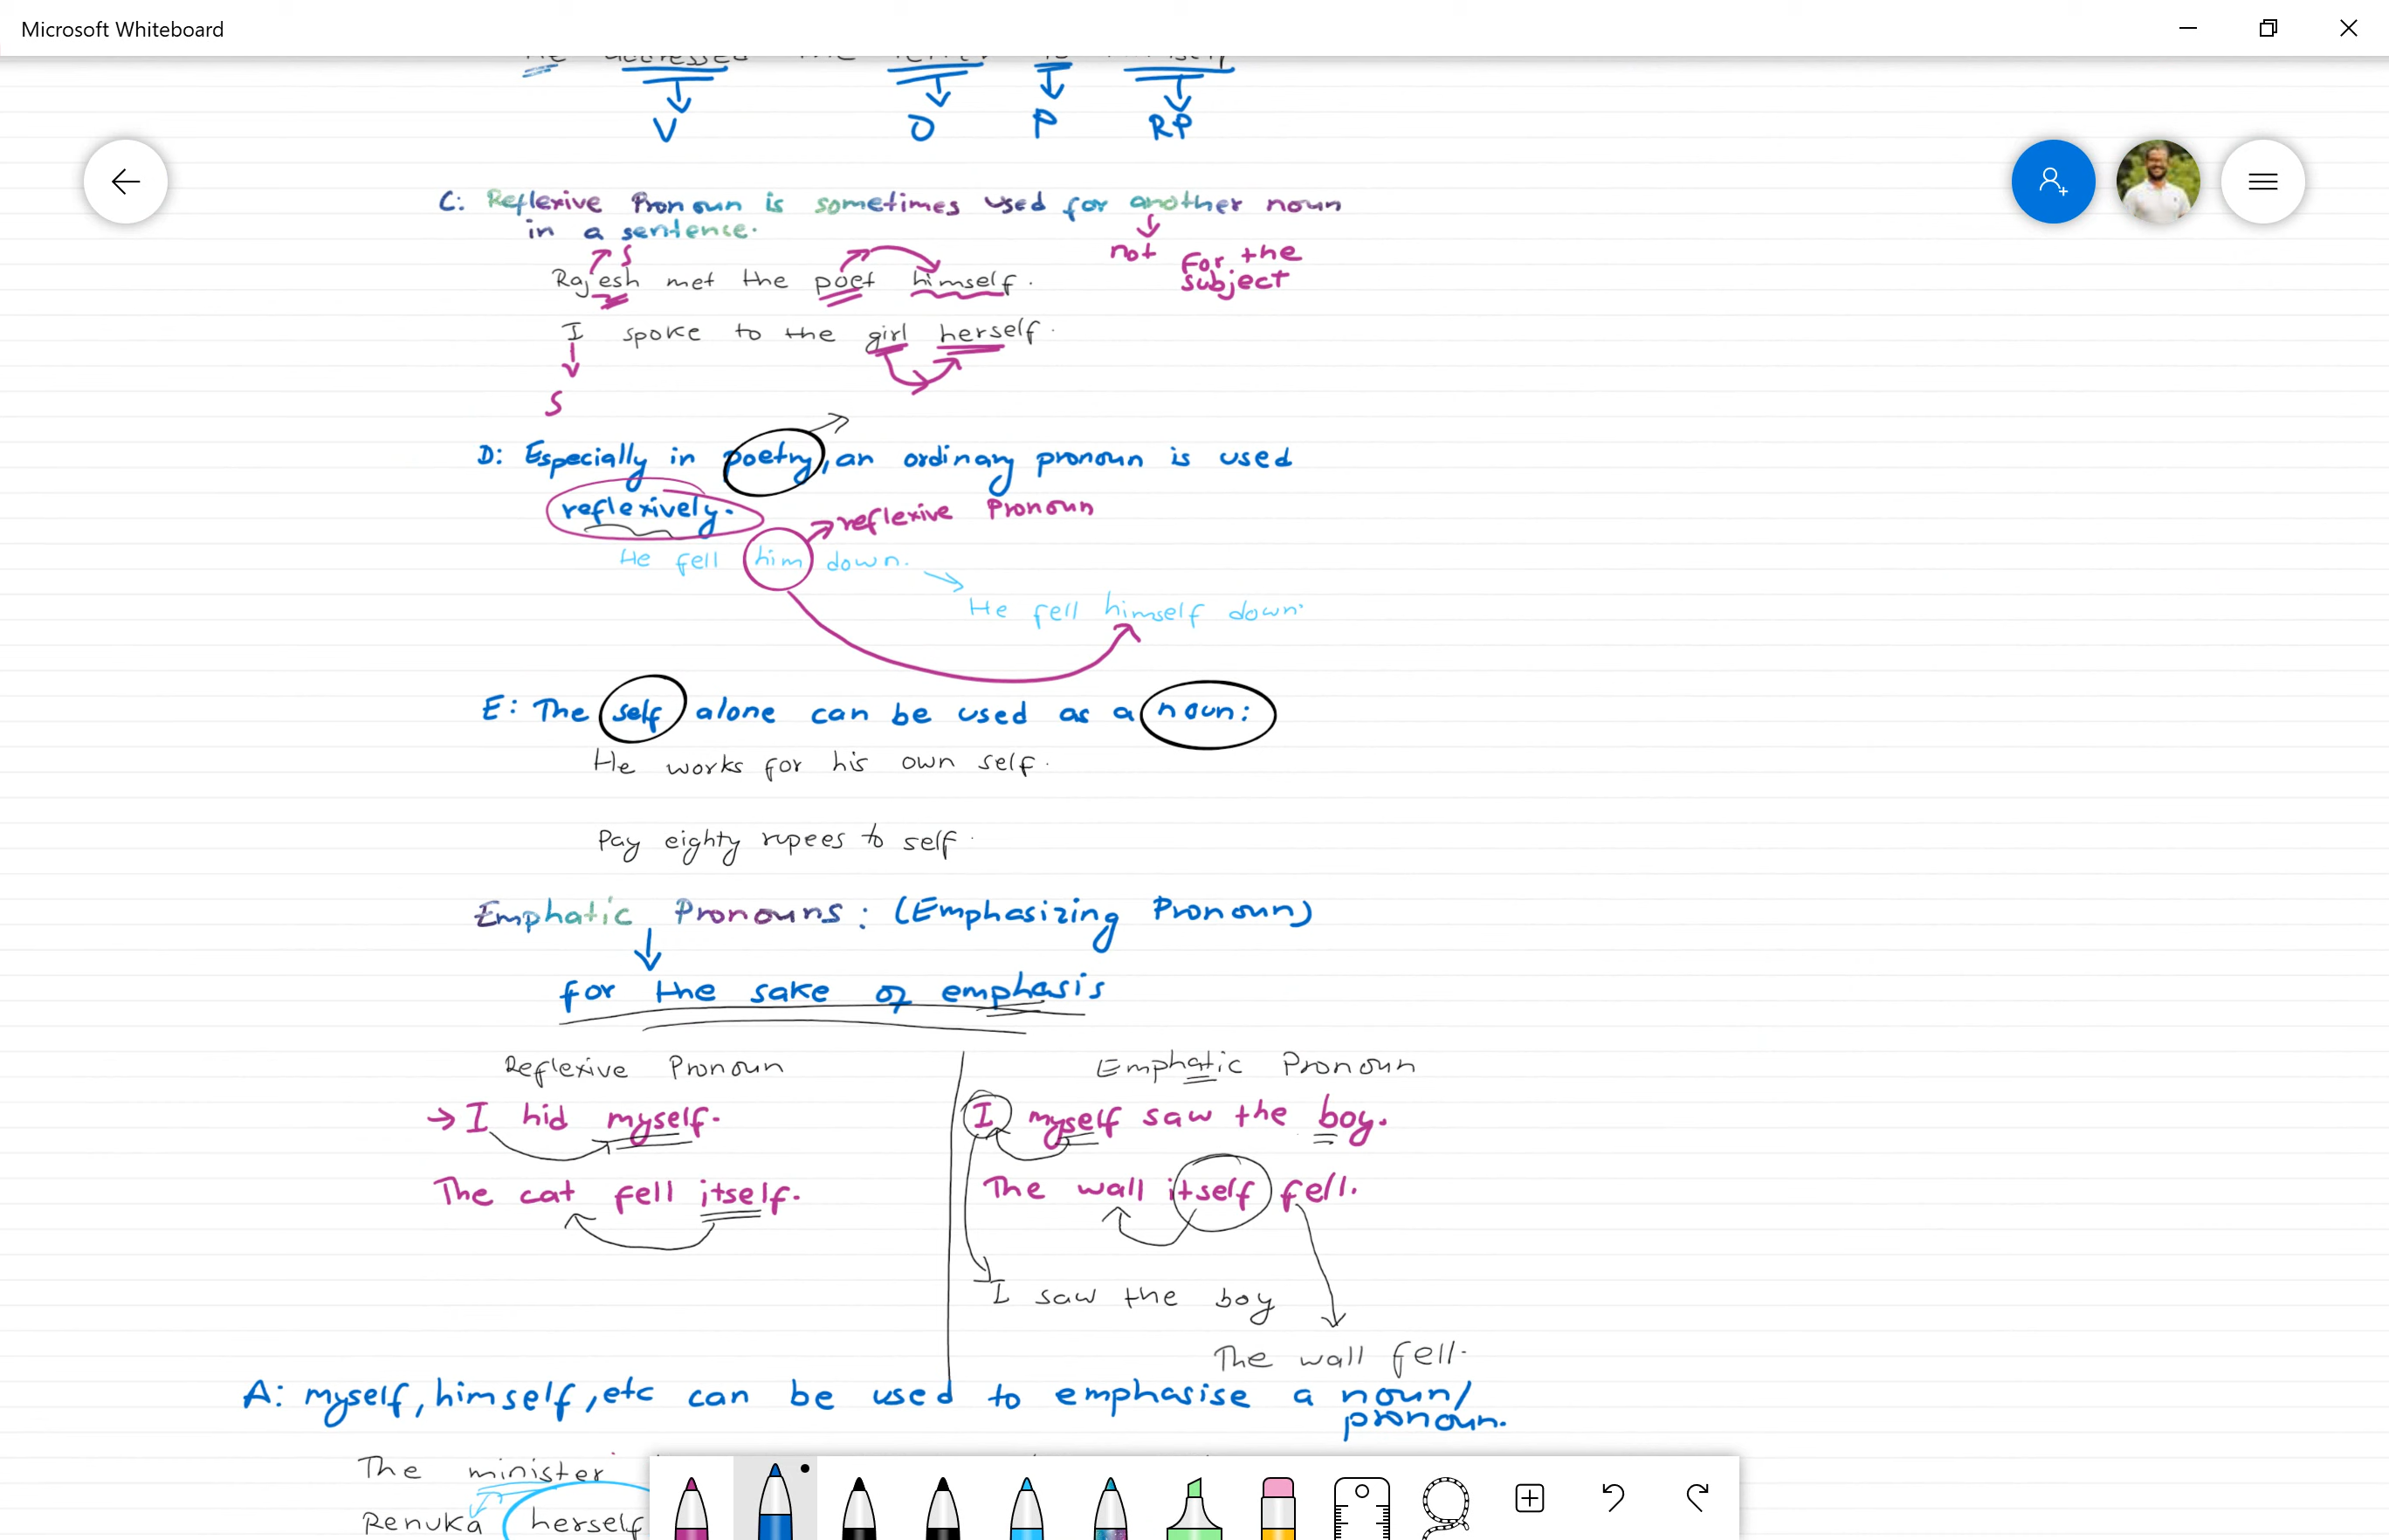 Microsoft Whiteboard
addressed
V O P RP
C: Reflexive Pronoun is sometimes used for another noun
in a sentence.
not for the
subject
S
Rajesh met the poet himself.
I spoke to the girl herself.
S
D: Especially in poetry, an ordinary pronoun is used
reflexively.
reflexive Pronoun
He fell him down.
He fell himself down.
E: The self alone can be used as a noun:
He works for his own self.
Pay eighty rupees to self.
Emphatic Pronouns: (Emphasizing Pronoun)
for the sake of emphasis
Reflexive Pronoun
I hid myself.
The cat fell itself.
Emphatic Pronoun
I myself saw the boy.
The wall itself fell.
I saw the boy
The wall fell.
A: myself, himself, etc can be used to emphasise a noun/
pronoun.
The minister
Renuka herself